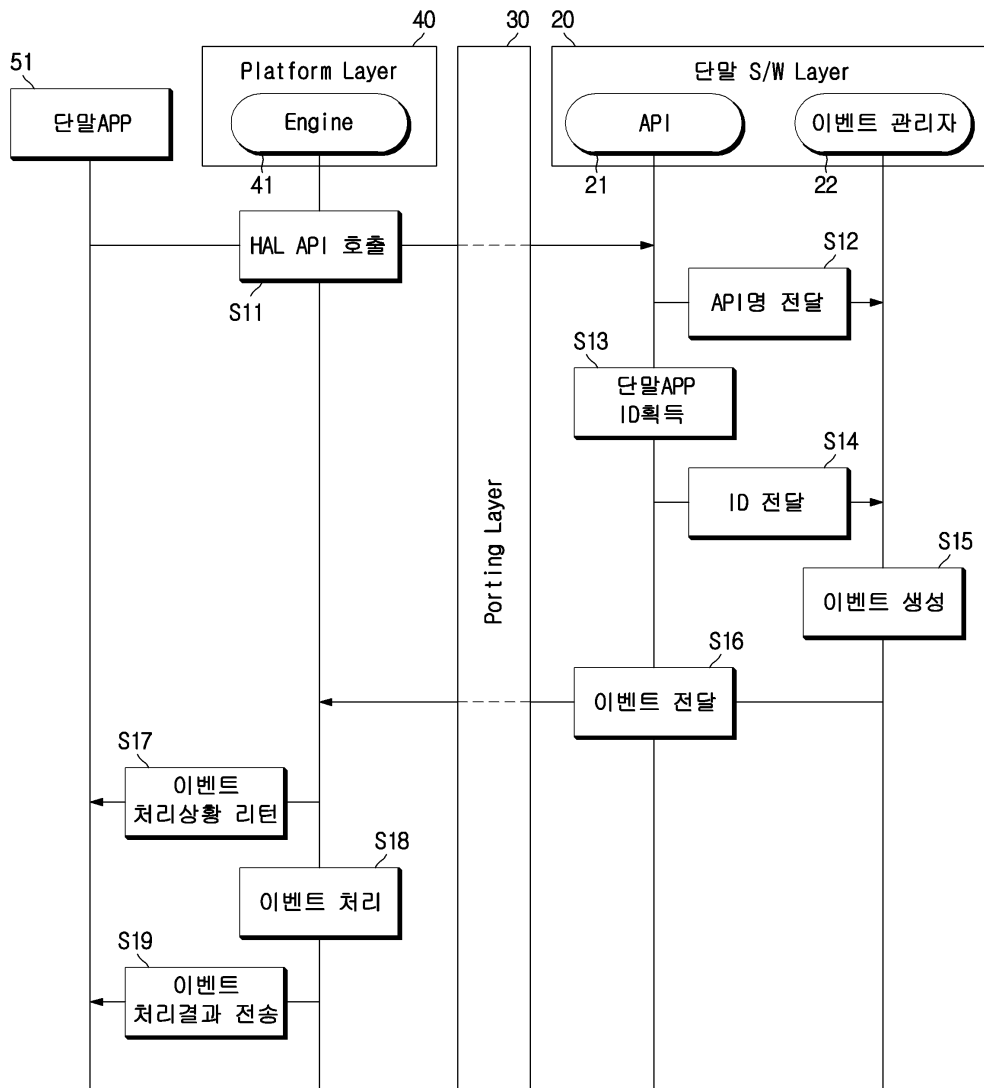 40
30
20
51
Platform Layer
단말 S/W Layer
단말APP
Engine
API
이벤트 관리자
41
21
22
HAL API 호출
S11
S12
API명 전달
S13
단말APP
ID획득
S14
ID 전달
S15
이벤트 생성
Porting Layer
S16
이벤트 전달
S17
이벤트
처리상황 리턴
S18
이벤트 처리
S19
이벤트
처리결과 전송